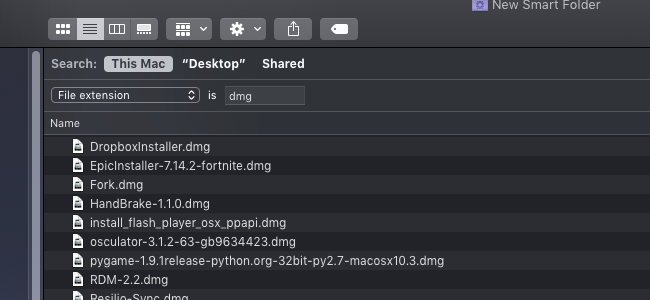 New Smart Folder
Search: This Mac “Desktop” Shared
File extension is dmg
Name
DropboxInstaller.dmg
EpicInstaller-7.14.2-fortnite.dmg
Fork.dmg
HandBrake-1.1.0.dmg
install_flash_player_osx_ppapi.dmg
osculator-3.1.2-63-gb9634423.dmg
pygame-1.9.1release-python.org-32bit-py2.7-macosx10.3.dmg
RDM-2.2.dmg
Resilio-Sync.dmg